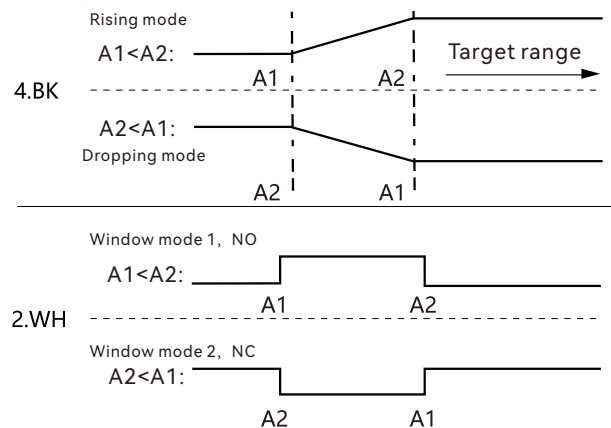 Rising mode
A1<A2:
A1
A2
Target range
4.BK
A2<A1:
Dropping mode
A2
A1
Window mode 1, NO
A1<A2:
A1
A2
2.WH
Window mode 2, NC
A2<A1:
A2
A1